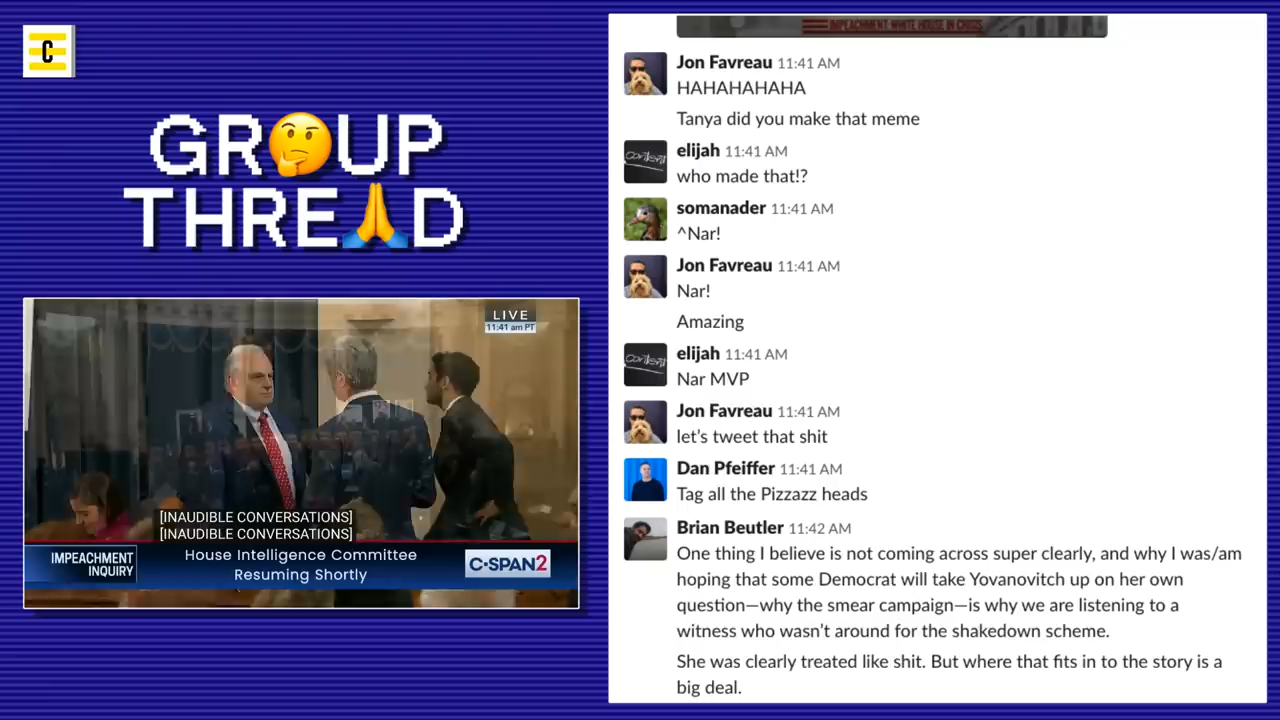 C
GR🤔UP
THRE🙏D
LIVE
11:41 am PT
[INAUDIBLE CONVERSATIONS]
[INAUDIBLE CONVERSATIONS]
IMPEACHMENT
INQUIRY
House Intelligence Committee
Resuming Shortly
C-SPAN2
IMPEACHMENT WHITE HOUSE IN CRISIS
Jon Favreau 11:41 AM
HAHAHAHAHA
Tanya did you make that meme
elijah 11:41 AM
who made that!?
somanader 11:41 AM
^Nar!
Jon Favreau 11:41 AM
Nar!
Amazing
elijah 11:41 AM
Nar MVP
Jon Favreau 11:41 AM
let’s tweet that shit
Dan Pfeiffer 11:41 AM
Tag all the Pizzazz heads
Brian Beutler 11:42 AM
One thing I believe is not coming across super clearly, and why I was/am
hoping that some Democrat will take Yovanovitch up on her own
question—why the smear campaign—is why we are listening to a
witness who wasn’t around for the shakedown scheme.
She was clearly treated like shit. But where that fits in to the story is a
big deal.